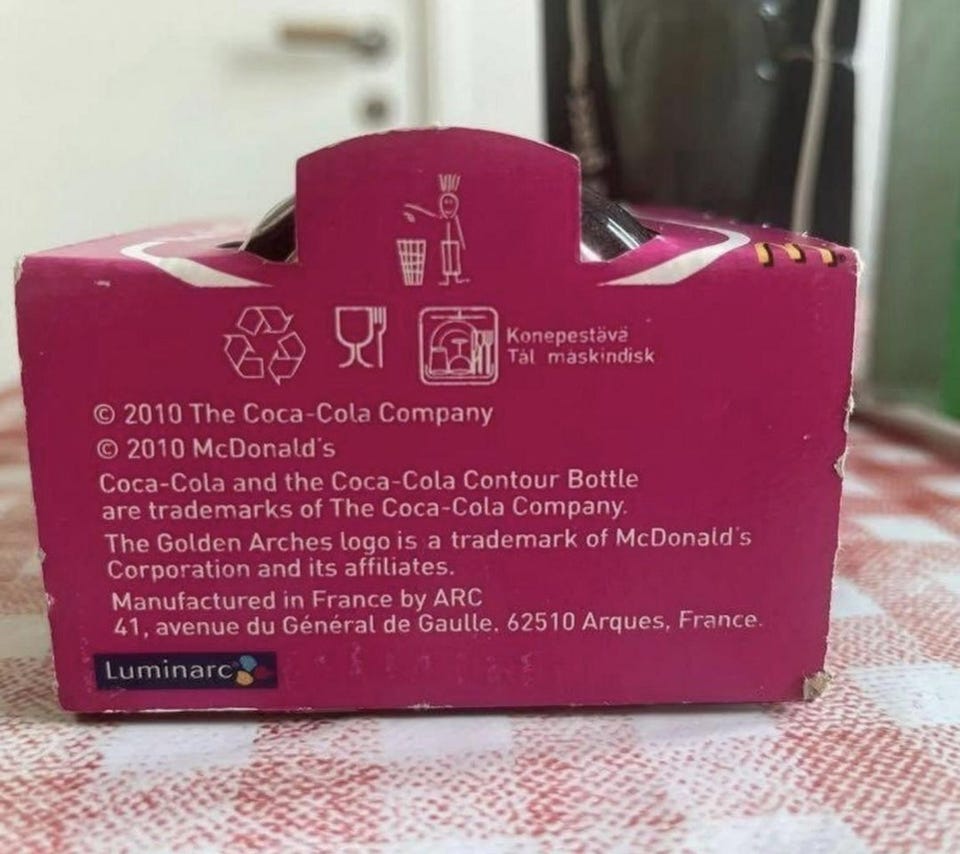 Konepestävä
Tål maskindisk
© 2010 The Coca-Cola Company
© 2010 McDonald's
Coca-Cola and the Coca-Cola Contour Bottle
are trademarks of The Coca-Cola Company.
The Golden Arches logo is a trademark of McDonald's
Corporation and its affiliates.
Manufactured in France by ARC
41, avenue du Général de Gaulle, 62510 Arques, France.
Luminarc